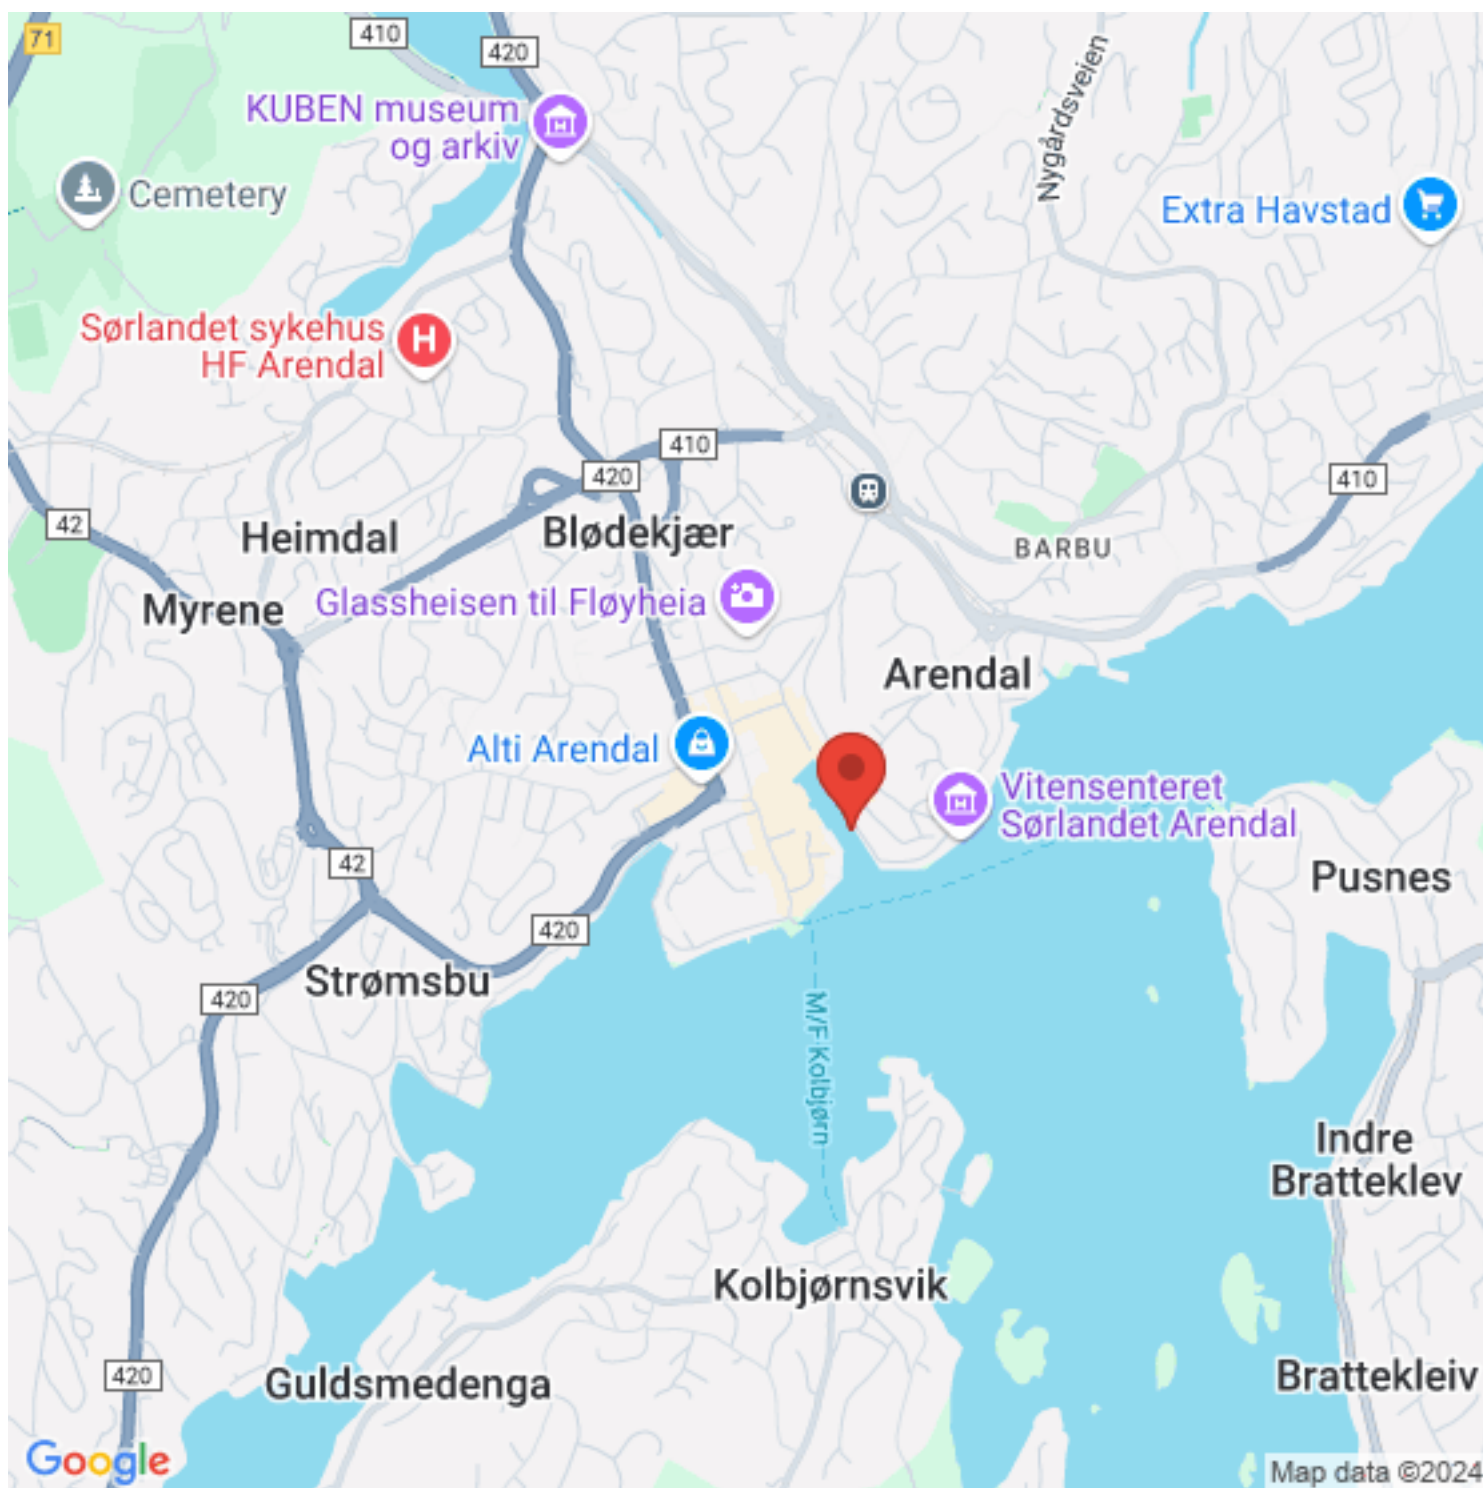 71
410
420
KUBEN museum
og arkiv
Nygårdsveien
Cemetery
Extra Havstad
Sørlandet sykehus
HF Arendal
H
410
420
410
42
Heimdal
Blødekjær
BARBU
Glassheisen til Fløyheia
Myrene
Arendal
Alti Arendal
Vitensenteret
Sørlandet Arendal
42
Pusnes
420
Strømsbu
420
M/F Kolbjørn
Indre
Bratteklev
Kolbjørnsvik
420
Guldsmedenga
Brattekleiv
Google
Map data ©2024